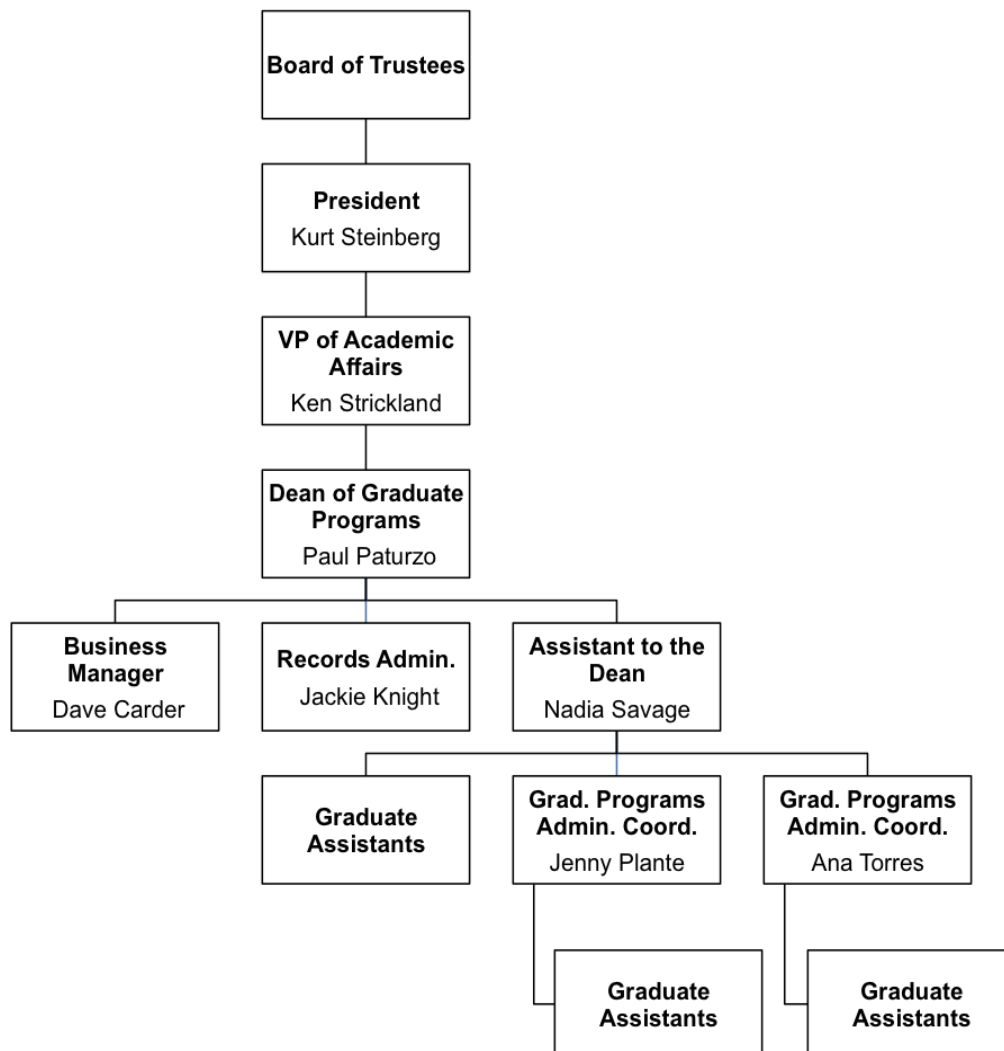 Board of Trustees
President
Kurt Steinberg
VP of Academic
Affairs
Ken Strickland
Dean of Graduate
Programs
Paul Paturzo
Business
Manager
Dave Carder
Records Admin.
Jackie Knight
Assistant to the
Dean
Nadia Savage
Graduate
Assistants
Grad. Programs
Admin. Coord.
Jenny Plante
Grad. Programs
Admin. Coord.
Ana Torres
Graduate
Assistants
Graduate
Assistants